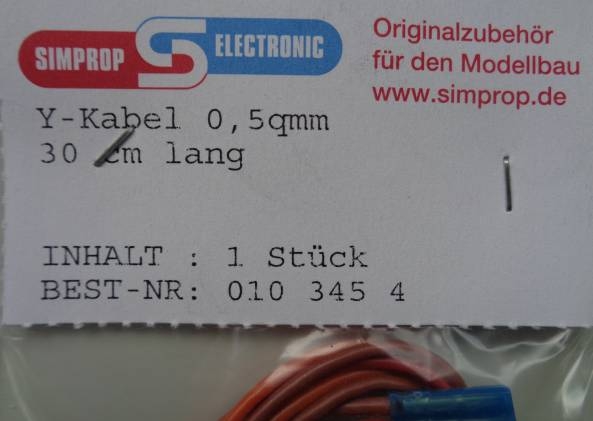 SIMPROP S ELECTRONIC
Originalzubehör
für den Modellbau
www.simprop.de
Y-Kabel 0,5qmm
30 cm lang
INHALT : 1 Stück
BEST-NR: 010 345 4